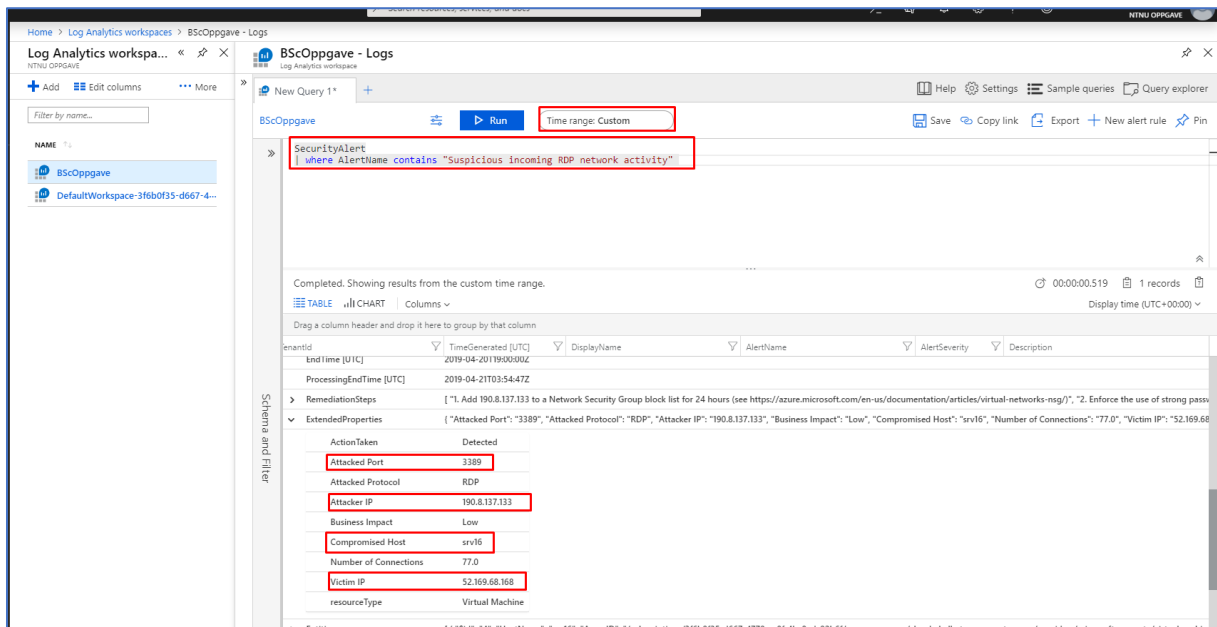 NTNU OPPGAVE
Home > Log Analytics workspaces > BScOppgave - Logs
Log Analytics workspa...
NTNU OPPGAVE
BScOppgave - Logs
Log Analytics workspace
Add Edit columns More
New Query 1*
Help Settings Sample queries Query explorer
Filter by name...
BScOppgave
Run
Time range: Custom
Save Copy link Export New alert rule Pin
NAME
BScOppgave
DefaultWorkspace-3f6b0f35-d667-4...
SecurityAlert
| where AlertName contains "Suspicious incoming RDP network activity"
Completed. Showing results from the custom time range.
00:00:00.519 1 records
TABLE CHART Columns
Display time (UTC+00:00)
Drag a column header and drop it here to group by that column
enantId TimeGenerated [UTC] DisplayName AlertName AlertSeverity Description
EndTime [UTC] 2019-04-20T19:00:00Z
ProcessingEndTime [UTC] 2019-04-21T03:54:47Z
RemediationSteps [ "1. Add 190.8.137.133 to a Network Security Group block list for 24 hours (see https://azure.microsoft.com/en-us/documentation/articles/virtual-networks-nsg/)", "2. Enforce the use of strong passw
ExtendedProperties { "Attacked Port": "3389", "Attacked Protocol": "RDP", "Attacker IP": "190.8.137.133", "Business Impact": "Low", "Compromised Host": "srv16", "Number of Connections": "77.0", "Victim IP": "52.169.68
Schema and Filter
ActionTaken Detected
Attacked Port 3389
Attacked Protocol RDP
Attacker IP 190.8.137.133
Business Impact Low
Compromised Host srv16
Number of Connections 77.0
Victim IP 52.169.68.168
resourceType Virtual Machine